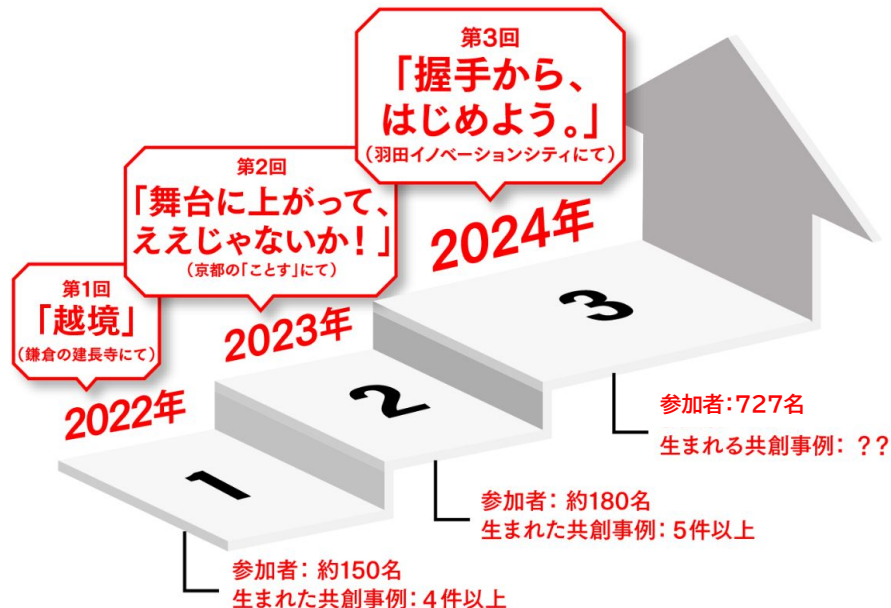 第1回
「越境」
(鎌倉の建長寺にて)
2022年
1
参加者：約150名
生まれた共創事例：4件以上
第2回
「舞台に上がって、
ええじゃないか！」
(京都の「ことす」にて)
2023年
2
参加者：約180名
生まれた共創事例：5件以上
第3回
「握手から、
はじめよう。」
(羽田イノベーションシティにて)
2024年
3
参加者：727名
生まれる共創事例：??